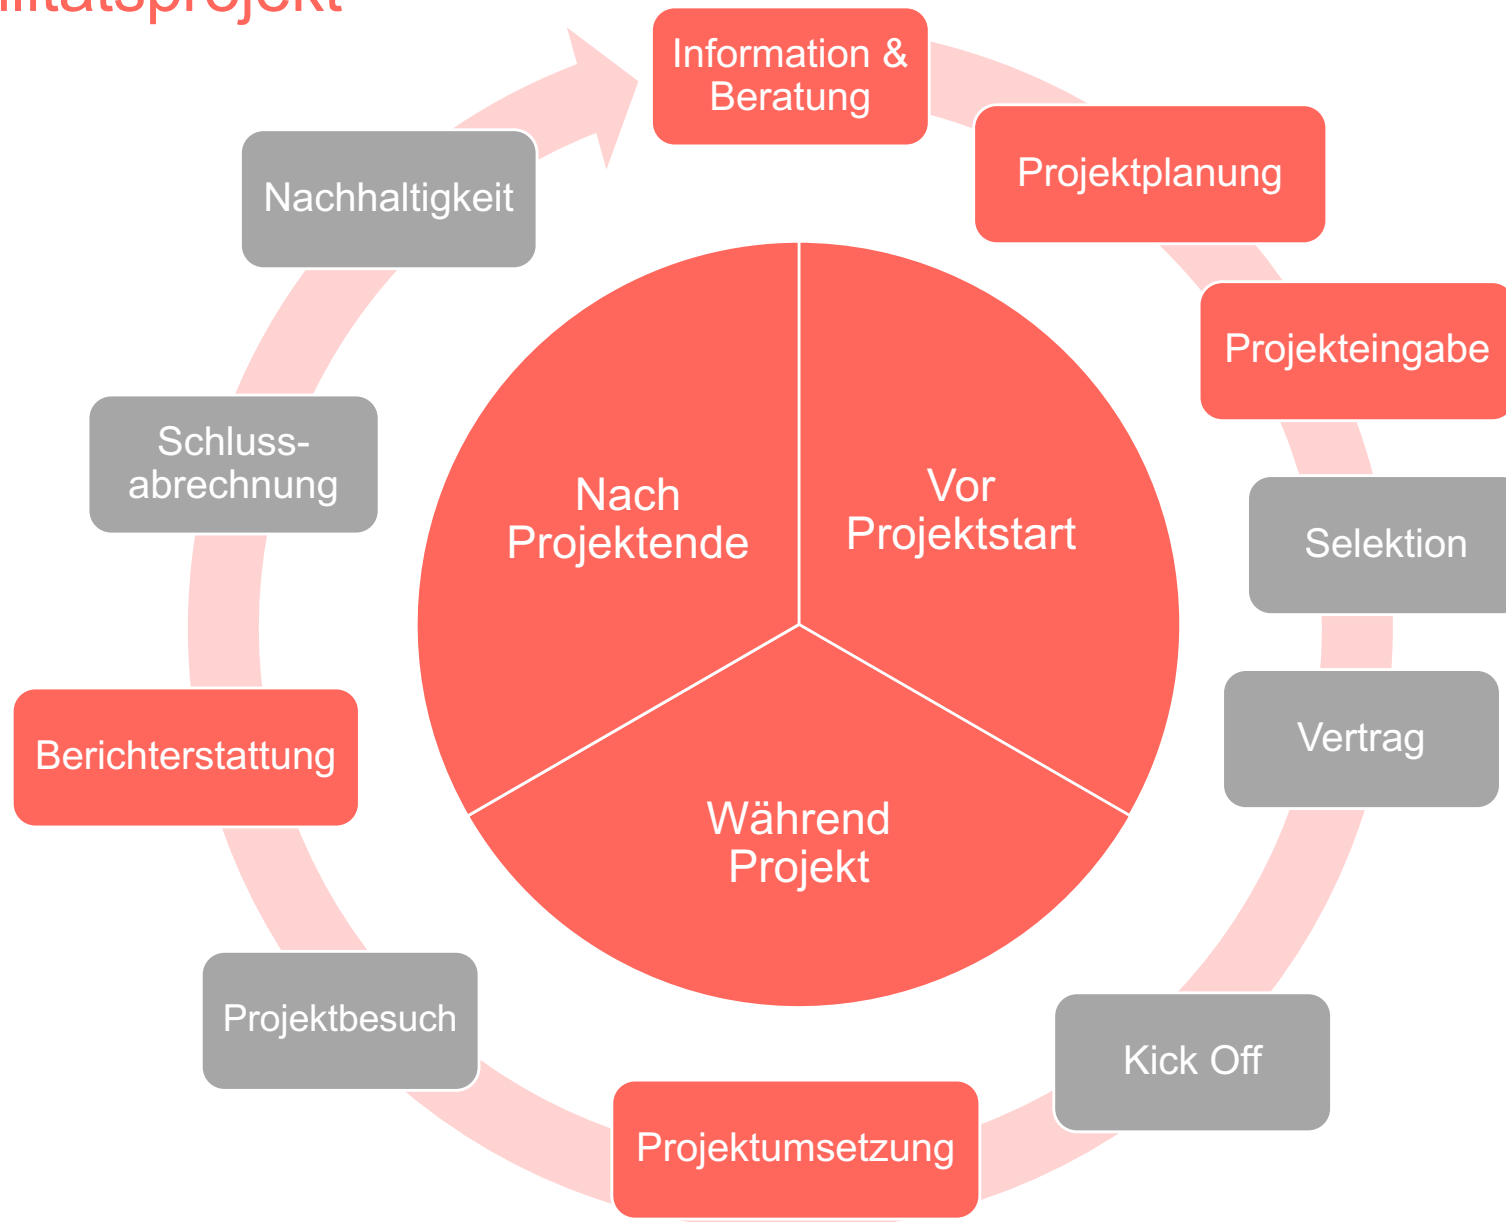 Information &
Beratung
Projektplanung
Projekteingabe
Selektion
Vertrag
Kick Off
Projektumsetzung
Projektbesuch
Berichterstattung
Schluss-
abrechnung
Nachhaltigkeit
Vor
Projektstart
Während
Projekt
Nach
Projektende